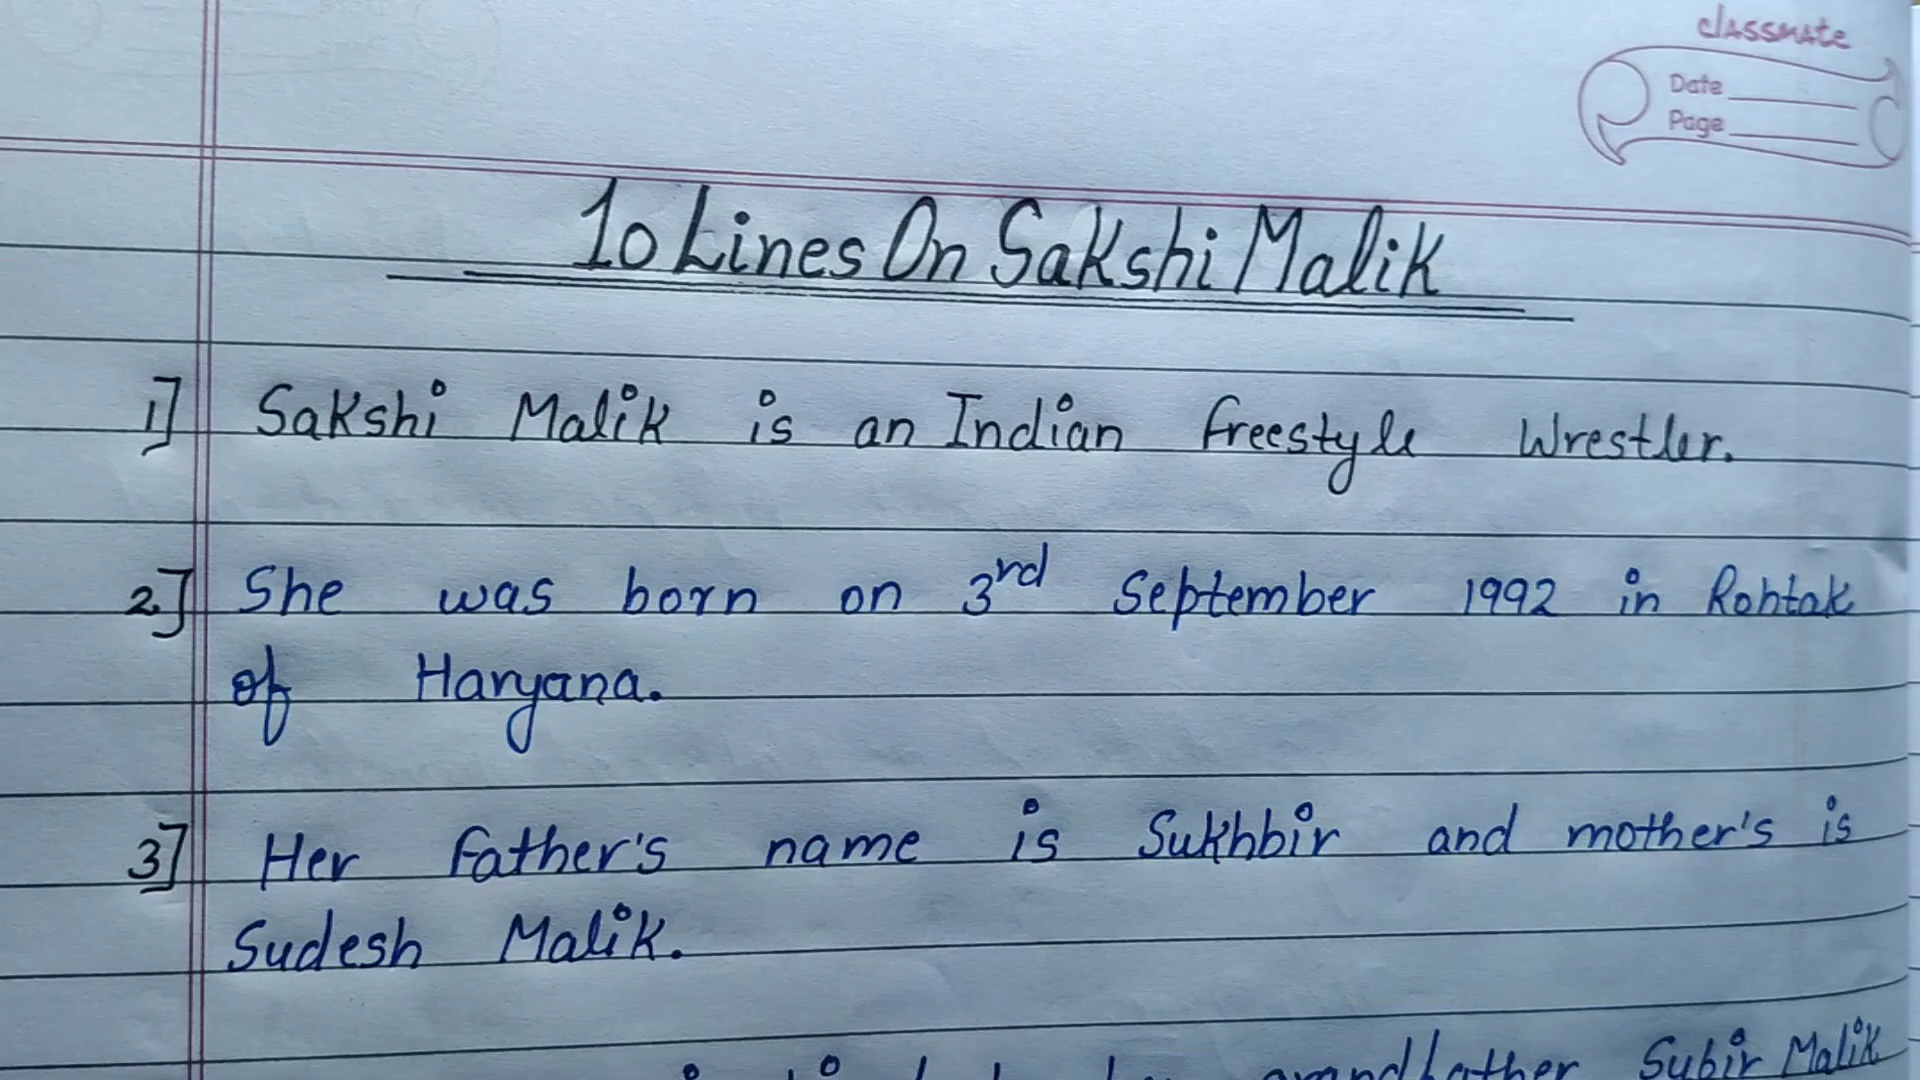 classmate
Date
Page
10 Lines On Sakshi Malik
1] Sakshi Malik is an Indian freestyle Wrestler.
2] She was born on 3rd September 1992 in Rohtak
of Haryana.
3] Her father's name is Sukhbir and mother's is
Sudesh Malik.
grandfather Subir Malik